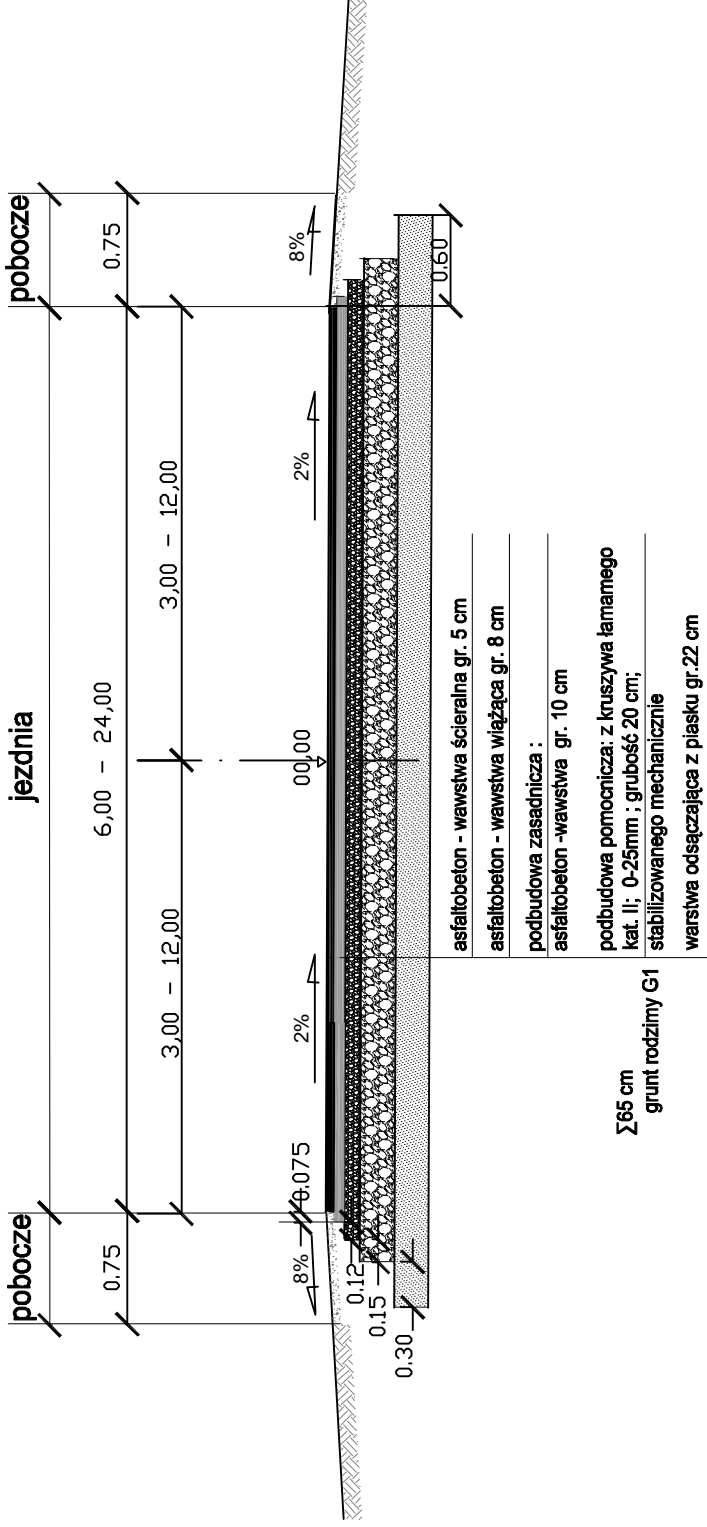 pobocze
jezdnia
pobocze
0.75
6,00 - 24,00
0.75
3,00 - 12,00
3,00 - 12,00
8%
0.075
2%
00,00
2%
8%
0.12
0.15
0.30
0.60
asfaltobeton - wawstwa ścieralna gr. 5 cm
asfaltobeton - wawstwa wiążąca gr. 8 cm
podbudowa zasadnicza :
asfaltobeton -wawstwa gr. 10 cm
podbudowa pomocnicza: z kruszywa łamamego
kat. II; 0-25mm ; grubość 20 cm;
stabilizowanego mechanicznie
warstwa odsączająca z piasku gr.22 cm
∑65 cm
grunt rodzimy G1